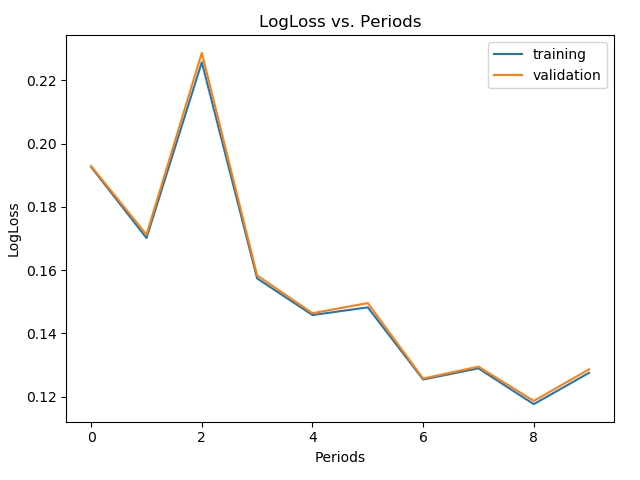 LogLoss vs. Periods
training
validation
0.22
0.20
0.18
0.16
0.14
0.12
LogLoss
0 2 4 6 8
Periods